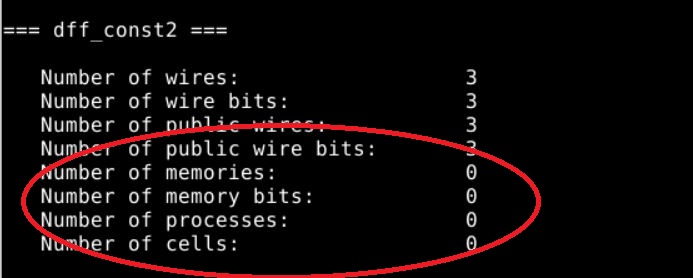 === dff_const2 ===
Number of wires: 3
Number of wire bits: 3
Number of public wires: 3
Number of public wire bits: 3
Number of memories: 0
Number of memory bits: 0
Number of processes: 0
Number of cells: 0